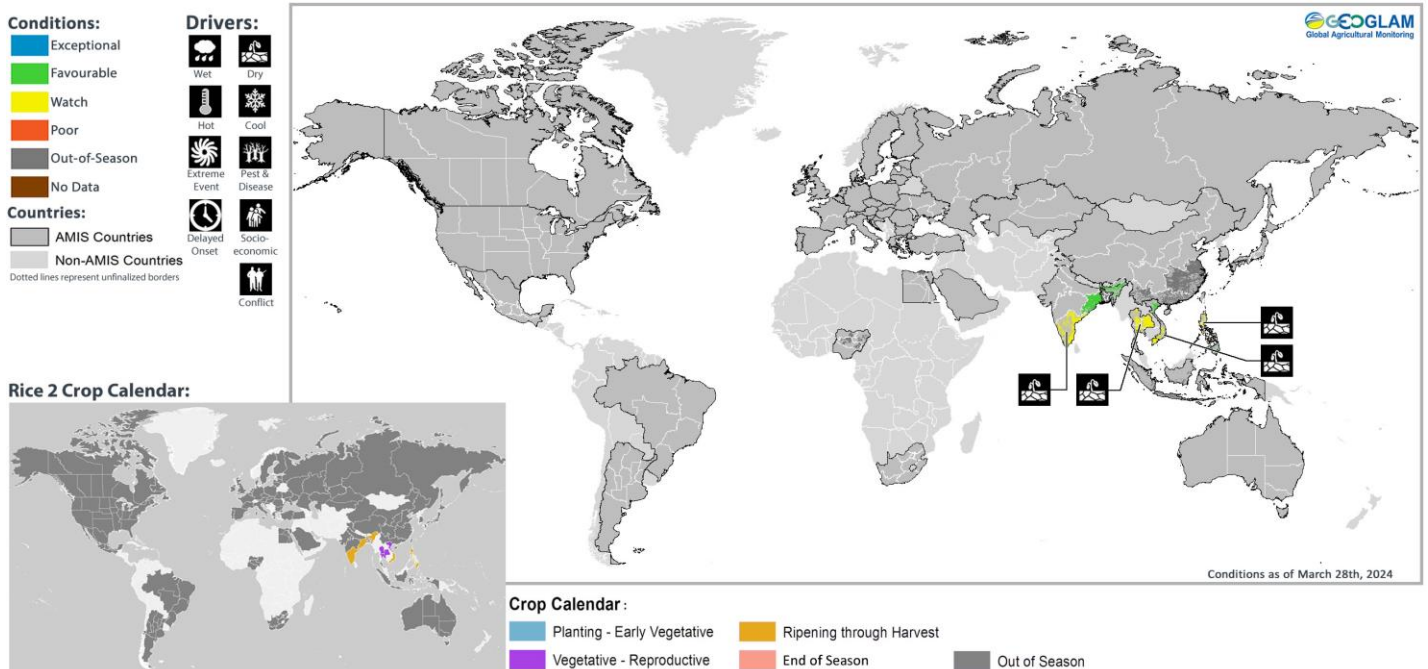 Conditions:
Exceptional
Favourable
Watch
Poor
Out-of-Season
No Data
Countries:
AMIS Countries
Non-AMIS Countries
Dotted lines represent unfinalized borders
Drivers:
Wet
Dry
Hot
Cool
Extreme
Event
Pest &
Disease
Delayed
Onset
Socio-
economic
Conflict
GEOGLAM
Global Agricultural Monitoring
Conditions as of March 28th, 2024
Rice 2 Crop Calendar:
Crop Calendar :
Planting - Early Vegetative
Ripening through Harvest
Vegetative - Reproductive
End of Season
Out of Season